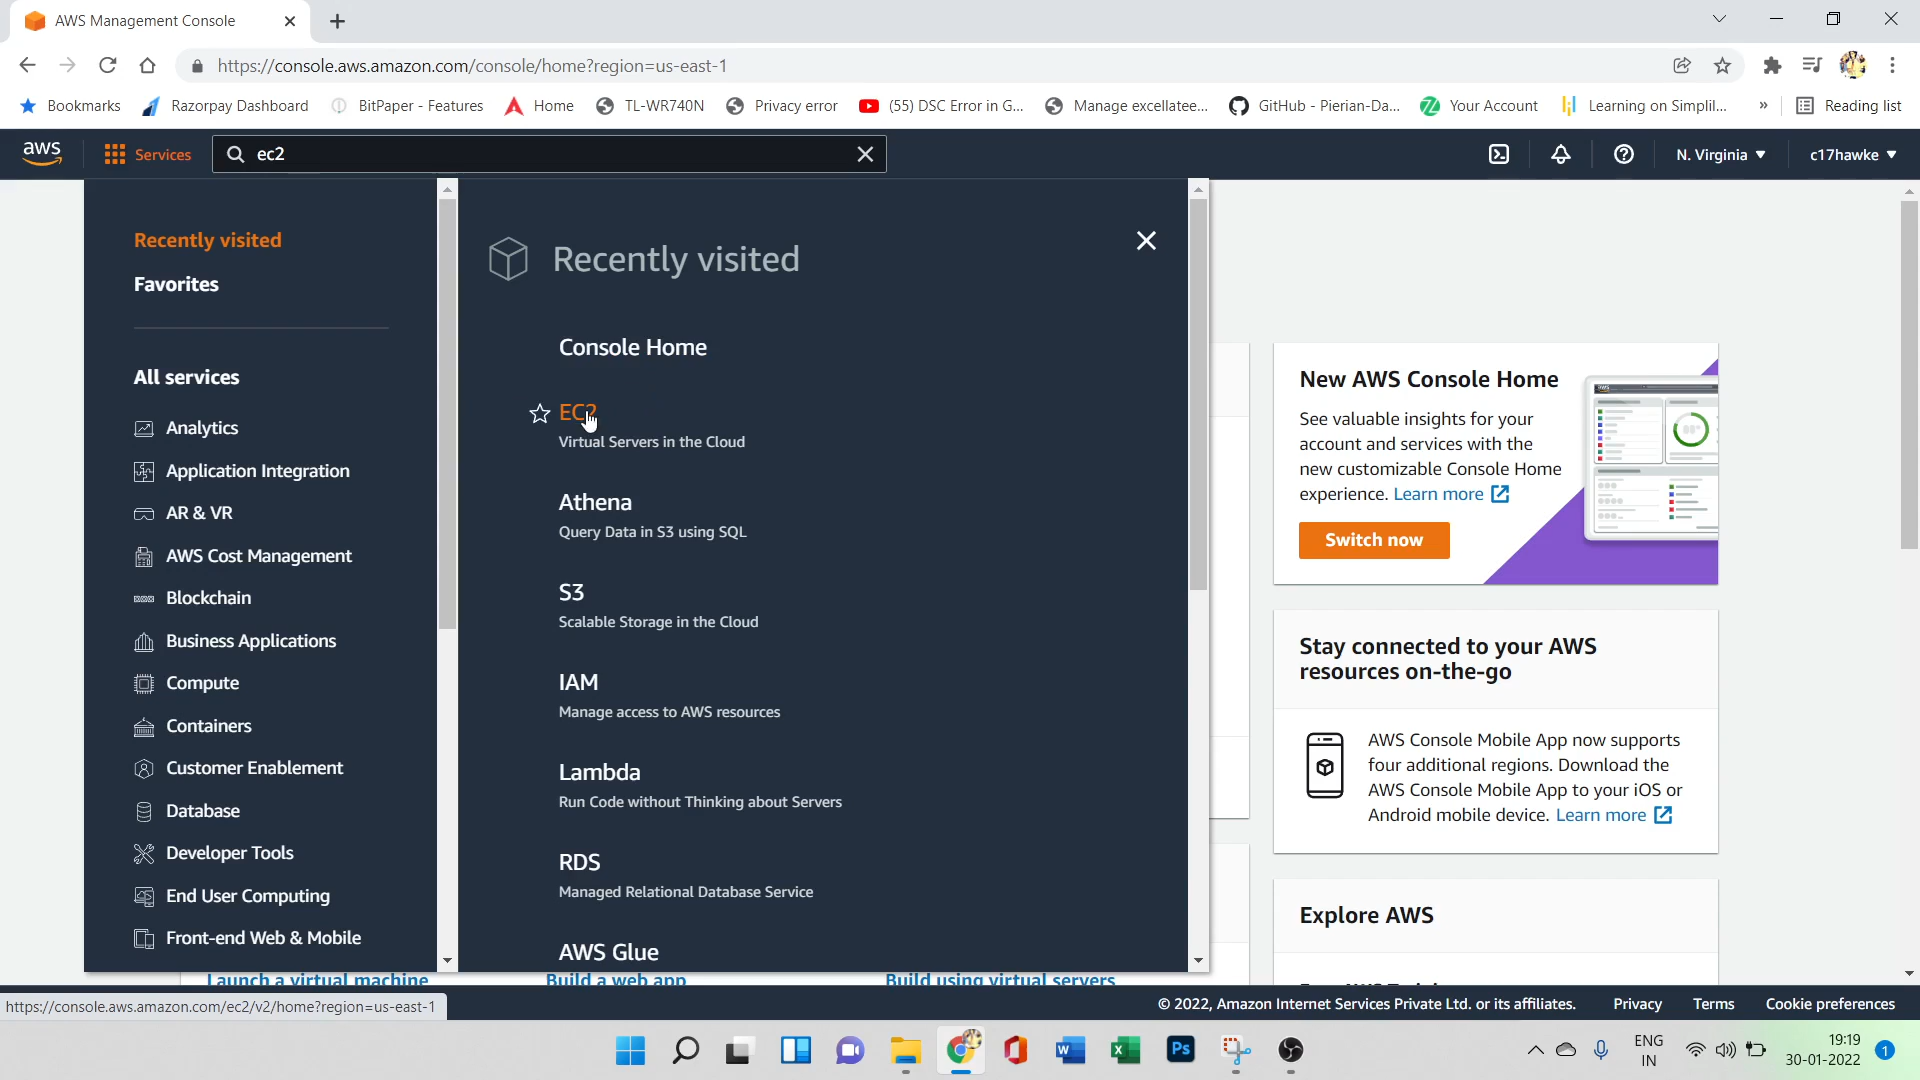 AWS Management Console
https://console.aws.amazon.com/console/home?region=us-east-1
Bookmarks
Razorpay Dashboard
BitPaper - Features
Home
TL-WR740N
Privacy error
(55) DSC Error in G...
Manage excellatee...
GitHub - Pierian-Da...
Your Account
Learning on Simplil...
»
Reading list
aws
Services
ec2
N. Virginia
c17hawke
Recently visited
Favorites
All services
Analytics
Application Integration
AR & VR
AWS Cost Management
Blockchain
Business Applications
Compute
Containers
Customer Enablement
Database
Developer Tools
End User Computing
Front-end Web & Mobile
Recently visited
Console Home
EC2
Virtual Servers in the Cloud
Athena
Query Data in S3 using SQL
S3
Scalable Storage in the Cloud
IAM
Manage access to AWS resources
Lambda
Run Code without Thinking about Servers
RDS
Managed Relational Database Service
AWS Glue
New AWS Console Home
See valuable insights for your
account and services with the
new customizable Console Home
experience. Learn more
Switch now
Stay connected to your AWS
resources on-the-go
AWS Console Mobile App now supports
four additional regions. Download the
AWS Console Mobile App to your iOS or
Android mobile device. Learn more
Explore AWS
Launch a virtual machine
Build a web app
Build using virtual servers
https://console.aws.amazon.com/ec2/v2/home?region=us-east-1
© 2022, Amazon Internet Services Private Ltd. or its affiliates.
Privacy
Terms
Cookie preferences
ENG
IN
19:19
30-01-2022
1